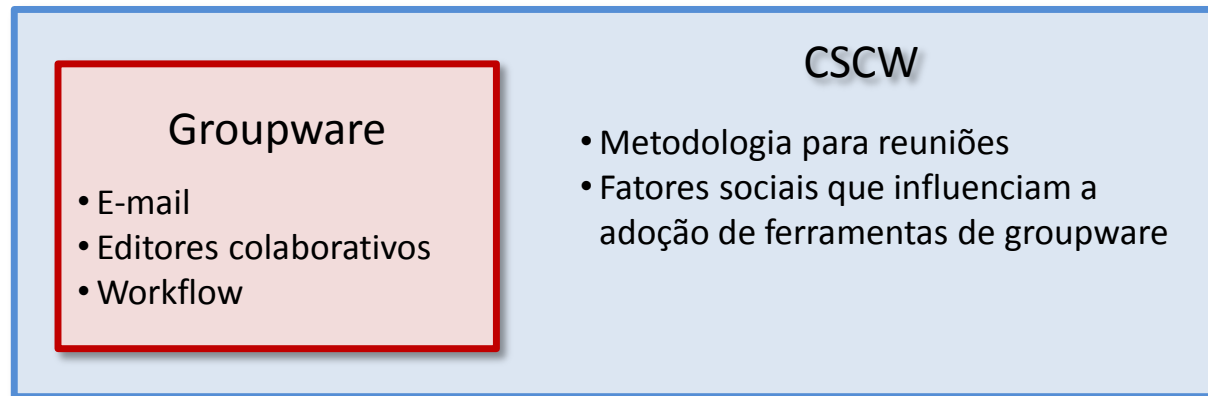 Groupware
• E-mail
• Editores colaborativos
• Workflow
CSCW
• Metodologia para reuniões
• Fatores sociais que influenciam a
adoção de ferramentas de groupware